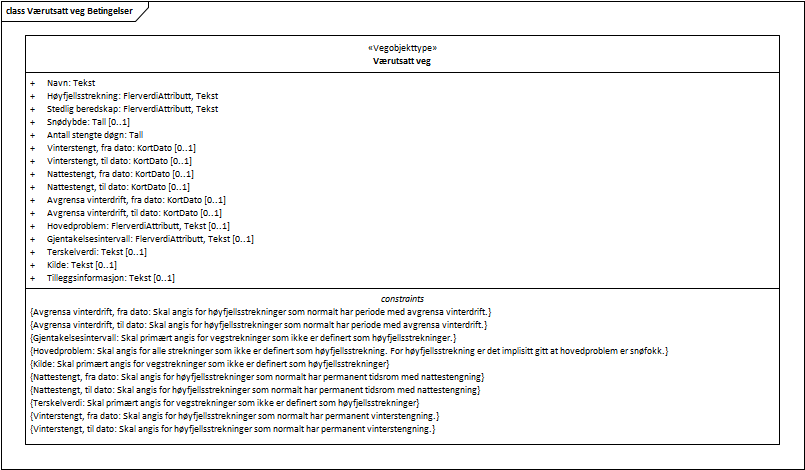 class Værutsatt veg Betingelser
«Vegobjekttype»
Værutsatt veg
+ Navn: Tekst
+ Høyfjellsstrekning: FlerverdiAttributt, Tekst
+ Stedlig beredskap: FlerverdiAttributt, Tekst
+ Snødybde: Tall [0..1]
+ Antall stengte døgn: Tall
+ Vinterstengt, fra dato: KortDato [0..1]
+ Vinterstengt, til dato: KortDato [0..1]
+ Nattestengt, fra dato: KortDato [0..1]
+ Nattestengt, til dato: KortDato [0..1]
+ Avgrensa vinterdrift, fra dato: KortDato [0..1]
+ Avgrensa vinterdrift, til dato: KortDato [0..1]
+ Hovedproblem: FlerverdiAttributt, Tekst [0..1]
+ Gjentakelsesintervall: FlerverdiAttributt, Tekst [0..1]
+ Terskelverdi: Tekst [0..1]
+ Kilde: Tekst [0..1]
+ Tilleggsinformasjon: Tekst [0..1]
constraints
{Avgrensa vinterdrift, fra dato: Skal angis for høyfjellsstrekninger som normalt har periode med avgrensa vinterdrift.}
{Avgrensa vinterdrift, til dato: Skal angis for høyfjellsstrekninger som normalt har periode med avgrensa vinterdrift.}
{Gjentakelsesintervall: Skal primært angis for vegstrekninger som ikke er definert som høyfjellsstrekninger.}
{Hovedproblem: Skal angis for alle strekninger som ikke er definert som høyfjellsstrekning. For høyfjellsstrekning er det implisitt gitt at hovedproblem er snøfokk.}
{Kilde: Skal primært angis for vegstrekninger som ikke er definert som høyfjellsstrekninger}
{Nattestengt, fra dato: Skal angis for høyfjellsstrekninger som normalt har permanent tidsrom med nattestengning}
{Nattestengt, til dato: Skal angis for høyfjellsstrekninger som normalt har permanent tidsrom med nattestengning}
{Terskelverdi: Skal primært angis for vegstrekninger som ikke er definert som høyfjellsstrekninger}
{Vinterstengt, fra dato: Skal angis for høyfjellsstrekninger som normalt har permanent vinterstengning.}
{Vinterstengt, til dato: Skal angis for høyfjellsstrekninger som normalt har permanent vinterstengning.}